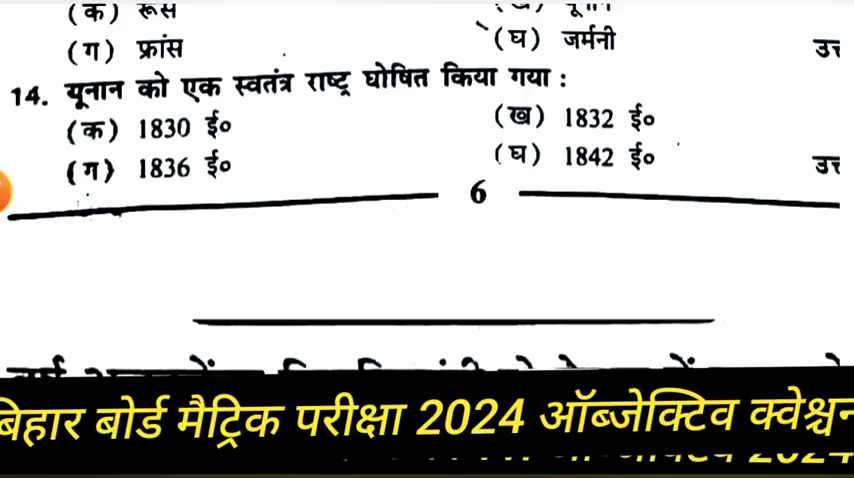 (क) रूस
(ग) फ्रांस (घ) जर्मनी
14. यूनान को एक स्वतंत्र राष्ट्र घोषित किया गया :
(क) 1830 ई० (ख) 1832 ई०
(ग) 1836 ई० (घ) 1842 ई०
6
बिहार बोर्ड मैट्रिक परीक्षा 2024 ऑब्जेक्टिव क्वेश्चन
2024